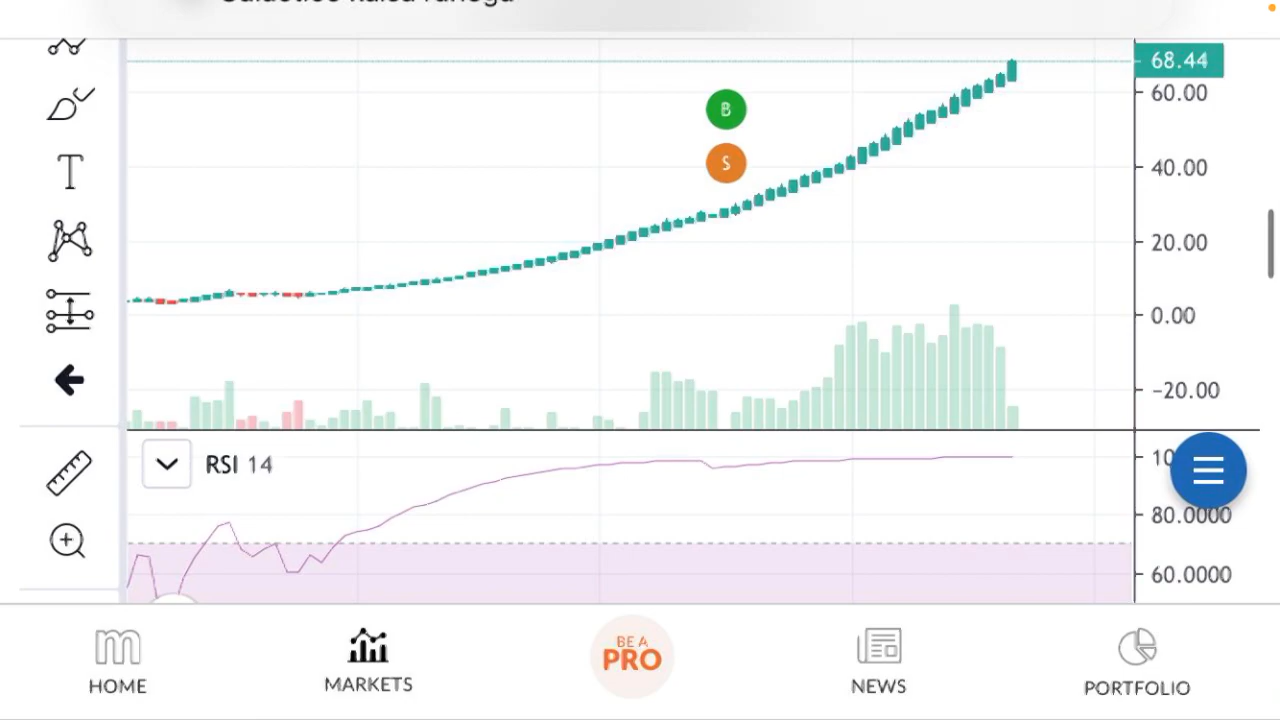 68.44
60.00
B
S
40.00
20.00
0.00
-20.00
RSI 14
80.0000
60.0000
T
HOME
MARKETS
BE A
PRO
NEWS
PORTFOLIO